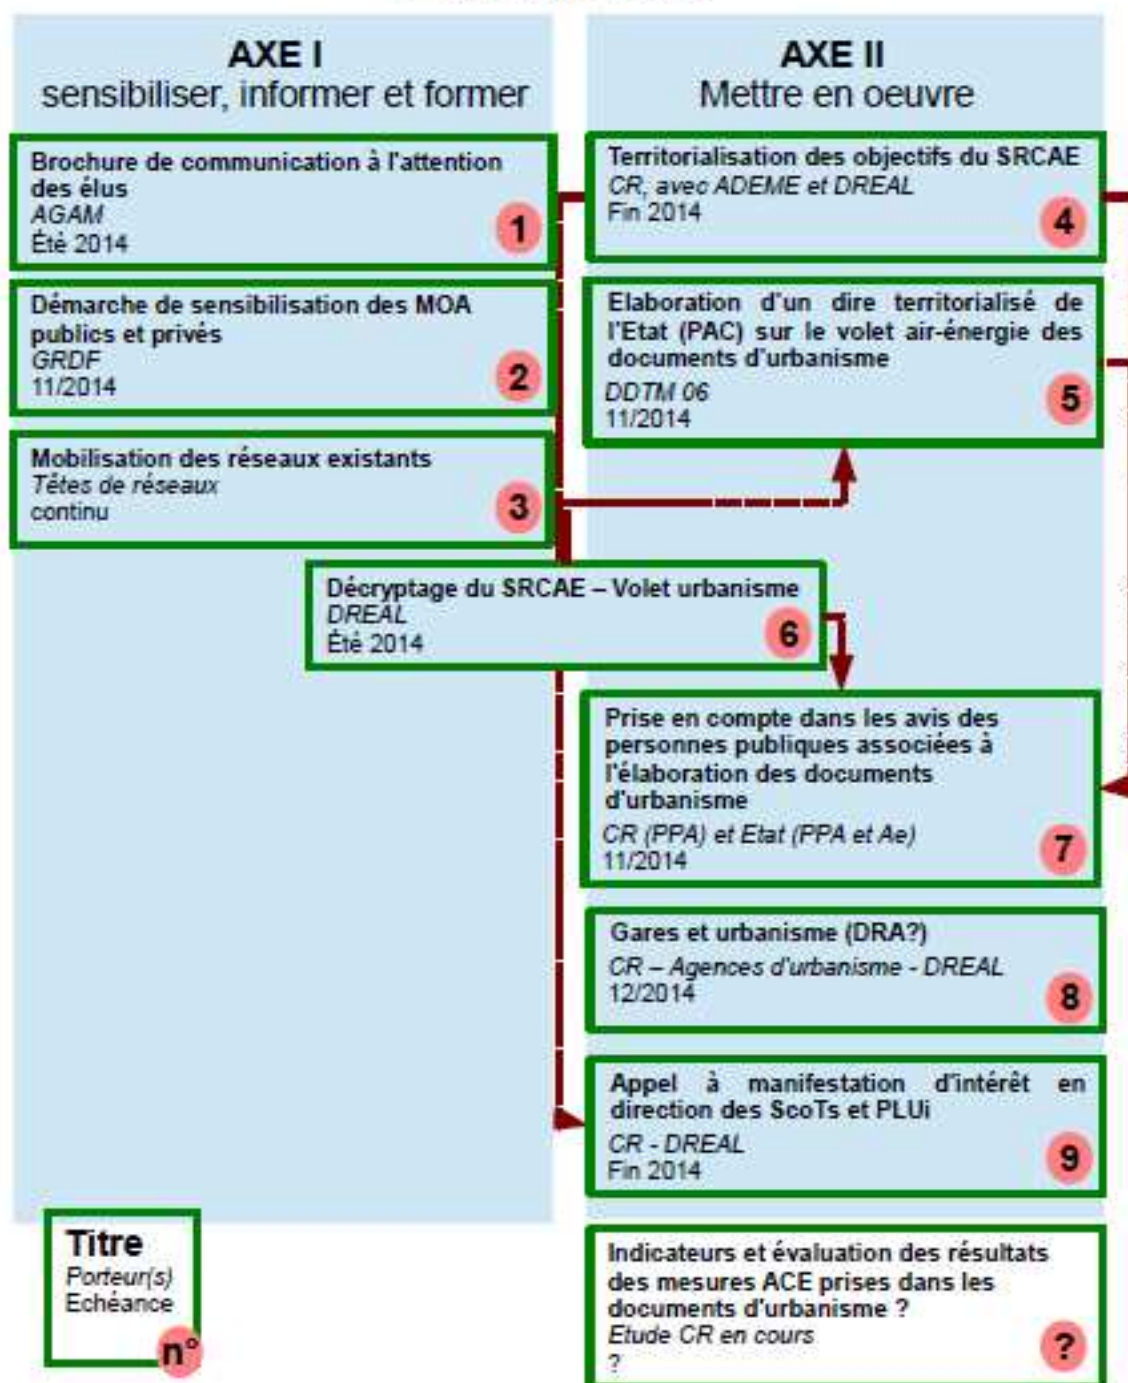 AXE I
sensibiliser, informer et former
Brochure de communication à l'attention
des élus
AGAM
Été 2014
1
Démarche de sensibilisation des MOA
publics et privés
GRDF
11/2014
2
Mobilisation des réseaux existants
Têtes de réseaux
continu
3
AXE II
Mettre en oeuvre
Territorialisation des objectifs du SRCAE
CR, avec ADEME et DREAL
Fin 2014
4
Elaboration d'un dire territorialisé de
l'Etat (PAC) sur le volet air-énergie des
documents d'urbanisme
DDTM 06
11/2014
5
Décryptage du SRCAE – Volet urbanisme
DREAL
Été 2014
6
Prise en compte dans les avis des
personnes publiques associées à
l'élaboration des documents
d'urbanisme
CR (PPA) et Etat (PPA et Ae)
11/2014
7
Gares et urbanisme (DRA?)
CR – Agences d'urbanisme - DREAL
12/2014
8
Appel à manifestation d'intérêt en
direction des ScoTs et PLUi
CR - DREAL
Fin 2014
9
Titre
Porteur(s)
Echéance
n°
Indicateurs et évaluation des résultats
des mesures ACE prises dans les
documents d'urbanisme ?
Etude CR en cours
?
?